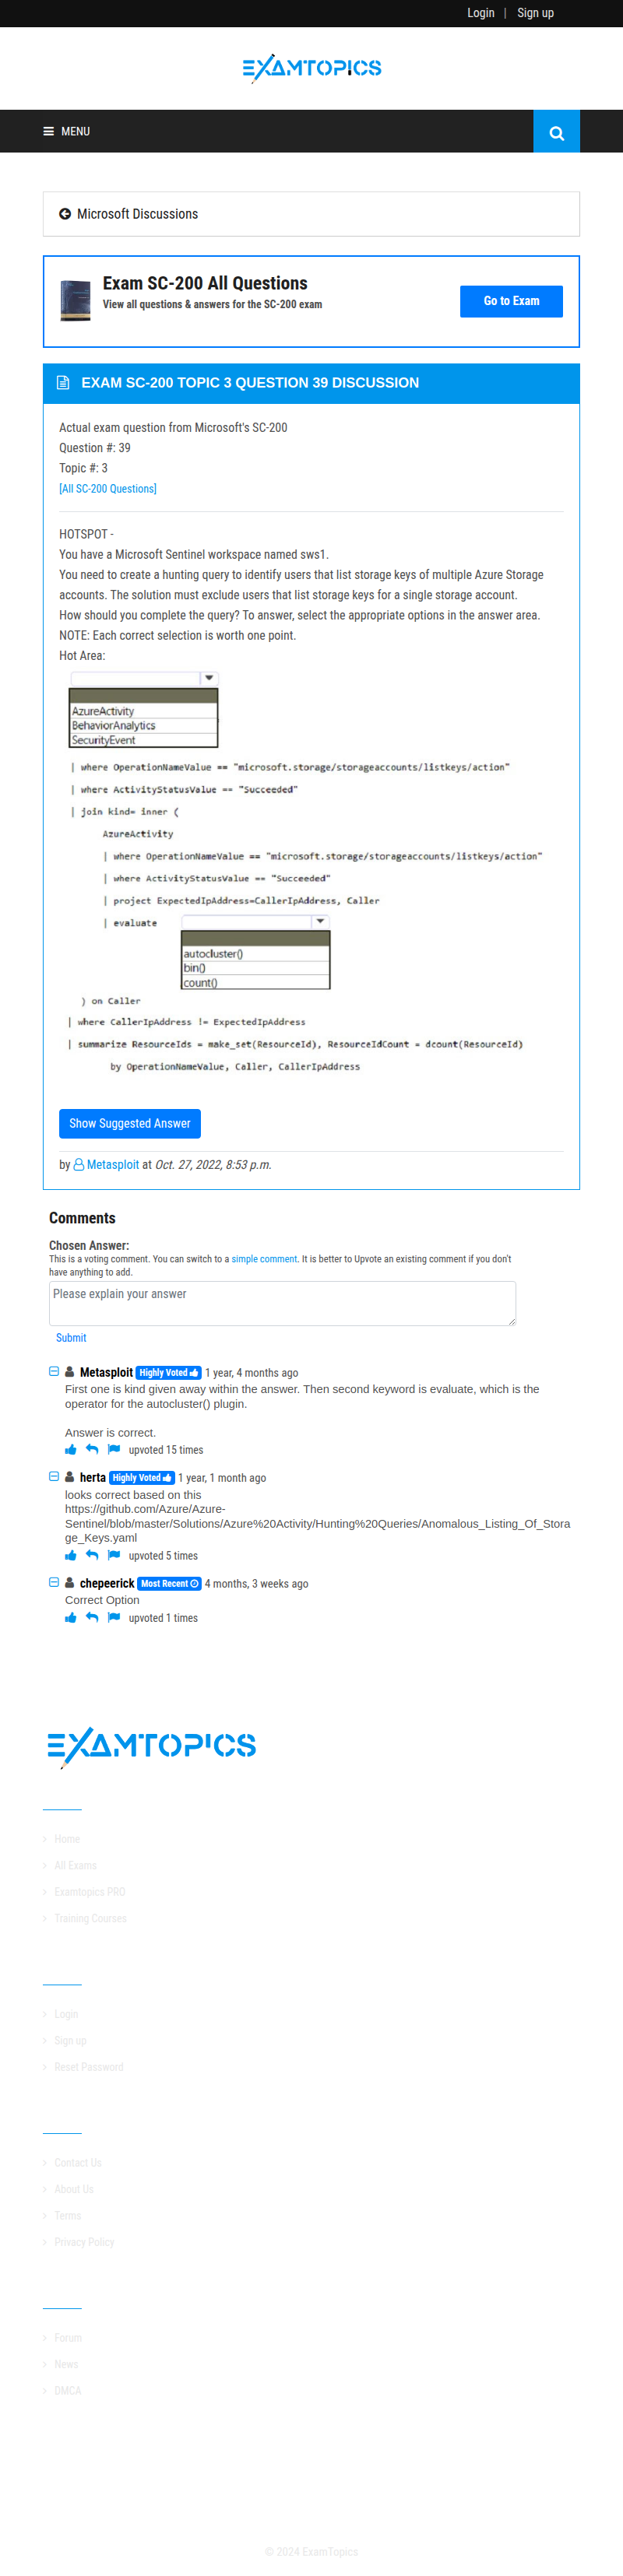 Login | Sign up
EXAMTOPICS
MENU
Microsoft Discussions
Exam SC-200 All Questions
View all questions & answers for the SC-200 exam
Go to Exam
EXAM SC-200 TOPIC 3 QUESTION 39 DISCUSSION
Actual exam question from Microsoft's SC-200
Question #: 39
Topic #: 3
[All SC-200 Questions]
HOTSPOT -
You have a Microsoft Sentinel workspace named sws1.
You need to create a hunting query to identify users that list storage keys of multiple Azure Storage
accounts. The solution must exclude users that list storage keys for a single storage account.
How should you complete the query? To answer, select the appropriate options in the answer area.
NOTE: Each correct selection is worth one point.
Hot Area:
AzureActivity
BehaviorAnalytics
SecurityEvent
| where OperationNameValue == "microsoft.storage/storageaccounts/listkeys/action"
| where ActivityStatusValue == "Succeeded"
| join kind= inner (
AzureActivity
| where OperationNameValue == "microsoft.storage/storageaccounts/listkeys/action"
| where ActivityStatusValue == "Succeeded"
| project ExpectedIpAddress=CallerIpAddress, Caller
| evaluate
autocluster()
bin()
count()
) on Caller
| where CallerIpAddress != ExpectedIpAddress
| summarize ResourceIds = make_set(ResourceId), ResourceIdCount = dcount(ResourceId)
by OperationNameValue, Caller, CallerIpAddress
Show Suggested Answer
by Metasploit at Oct. 27, 2022, 8:53 p.m.
Comments
Chosen Answer:
This is a voting comment. You can switch to a simple comment. It is better to Upvote an existing comment if you don't
have anything to add.
Please explain your answer
Submit
Metasploit Highly Voted 1 year, 4 months ago
First one is kind given away within the answer. Then second keyword is evaluate, which is the
operator for the autocluster() plugin.
Answer is correct.
upvoted 15 times
herta Highly Voted 1 year, 1 month ago
looks correct based on this
https://github.com/Azure/Azure-
Sentinel/blob/master/Solutions/Azure%20Activity/Hunting%20Queries/Anomalous_Listing_Of_Stora
ge_Keys.yaml
upvoted 5 times
chepeerick Most Recent 4 months, 3 weeks ago
Correct Option
upvoted 1 times
EXAMTOPICS
Home
All Exams
Examtopics PRO
Training Courses
Login
Sign up
Reset Password
Contact Us
About Us
Terms
Privacy Policy
Forum
News
DMCA
© 2024 ExamTopics